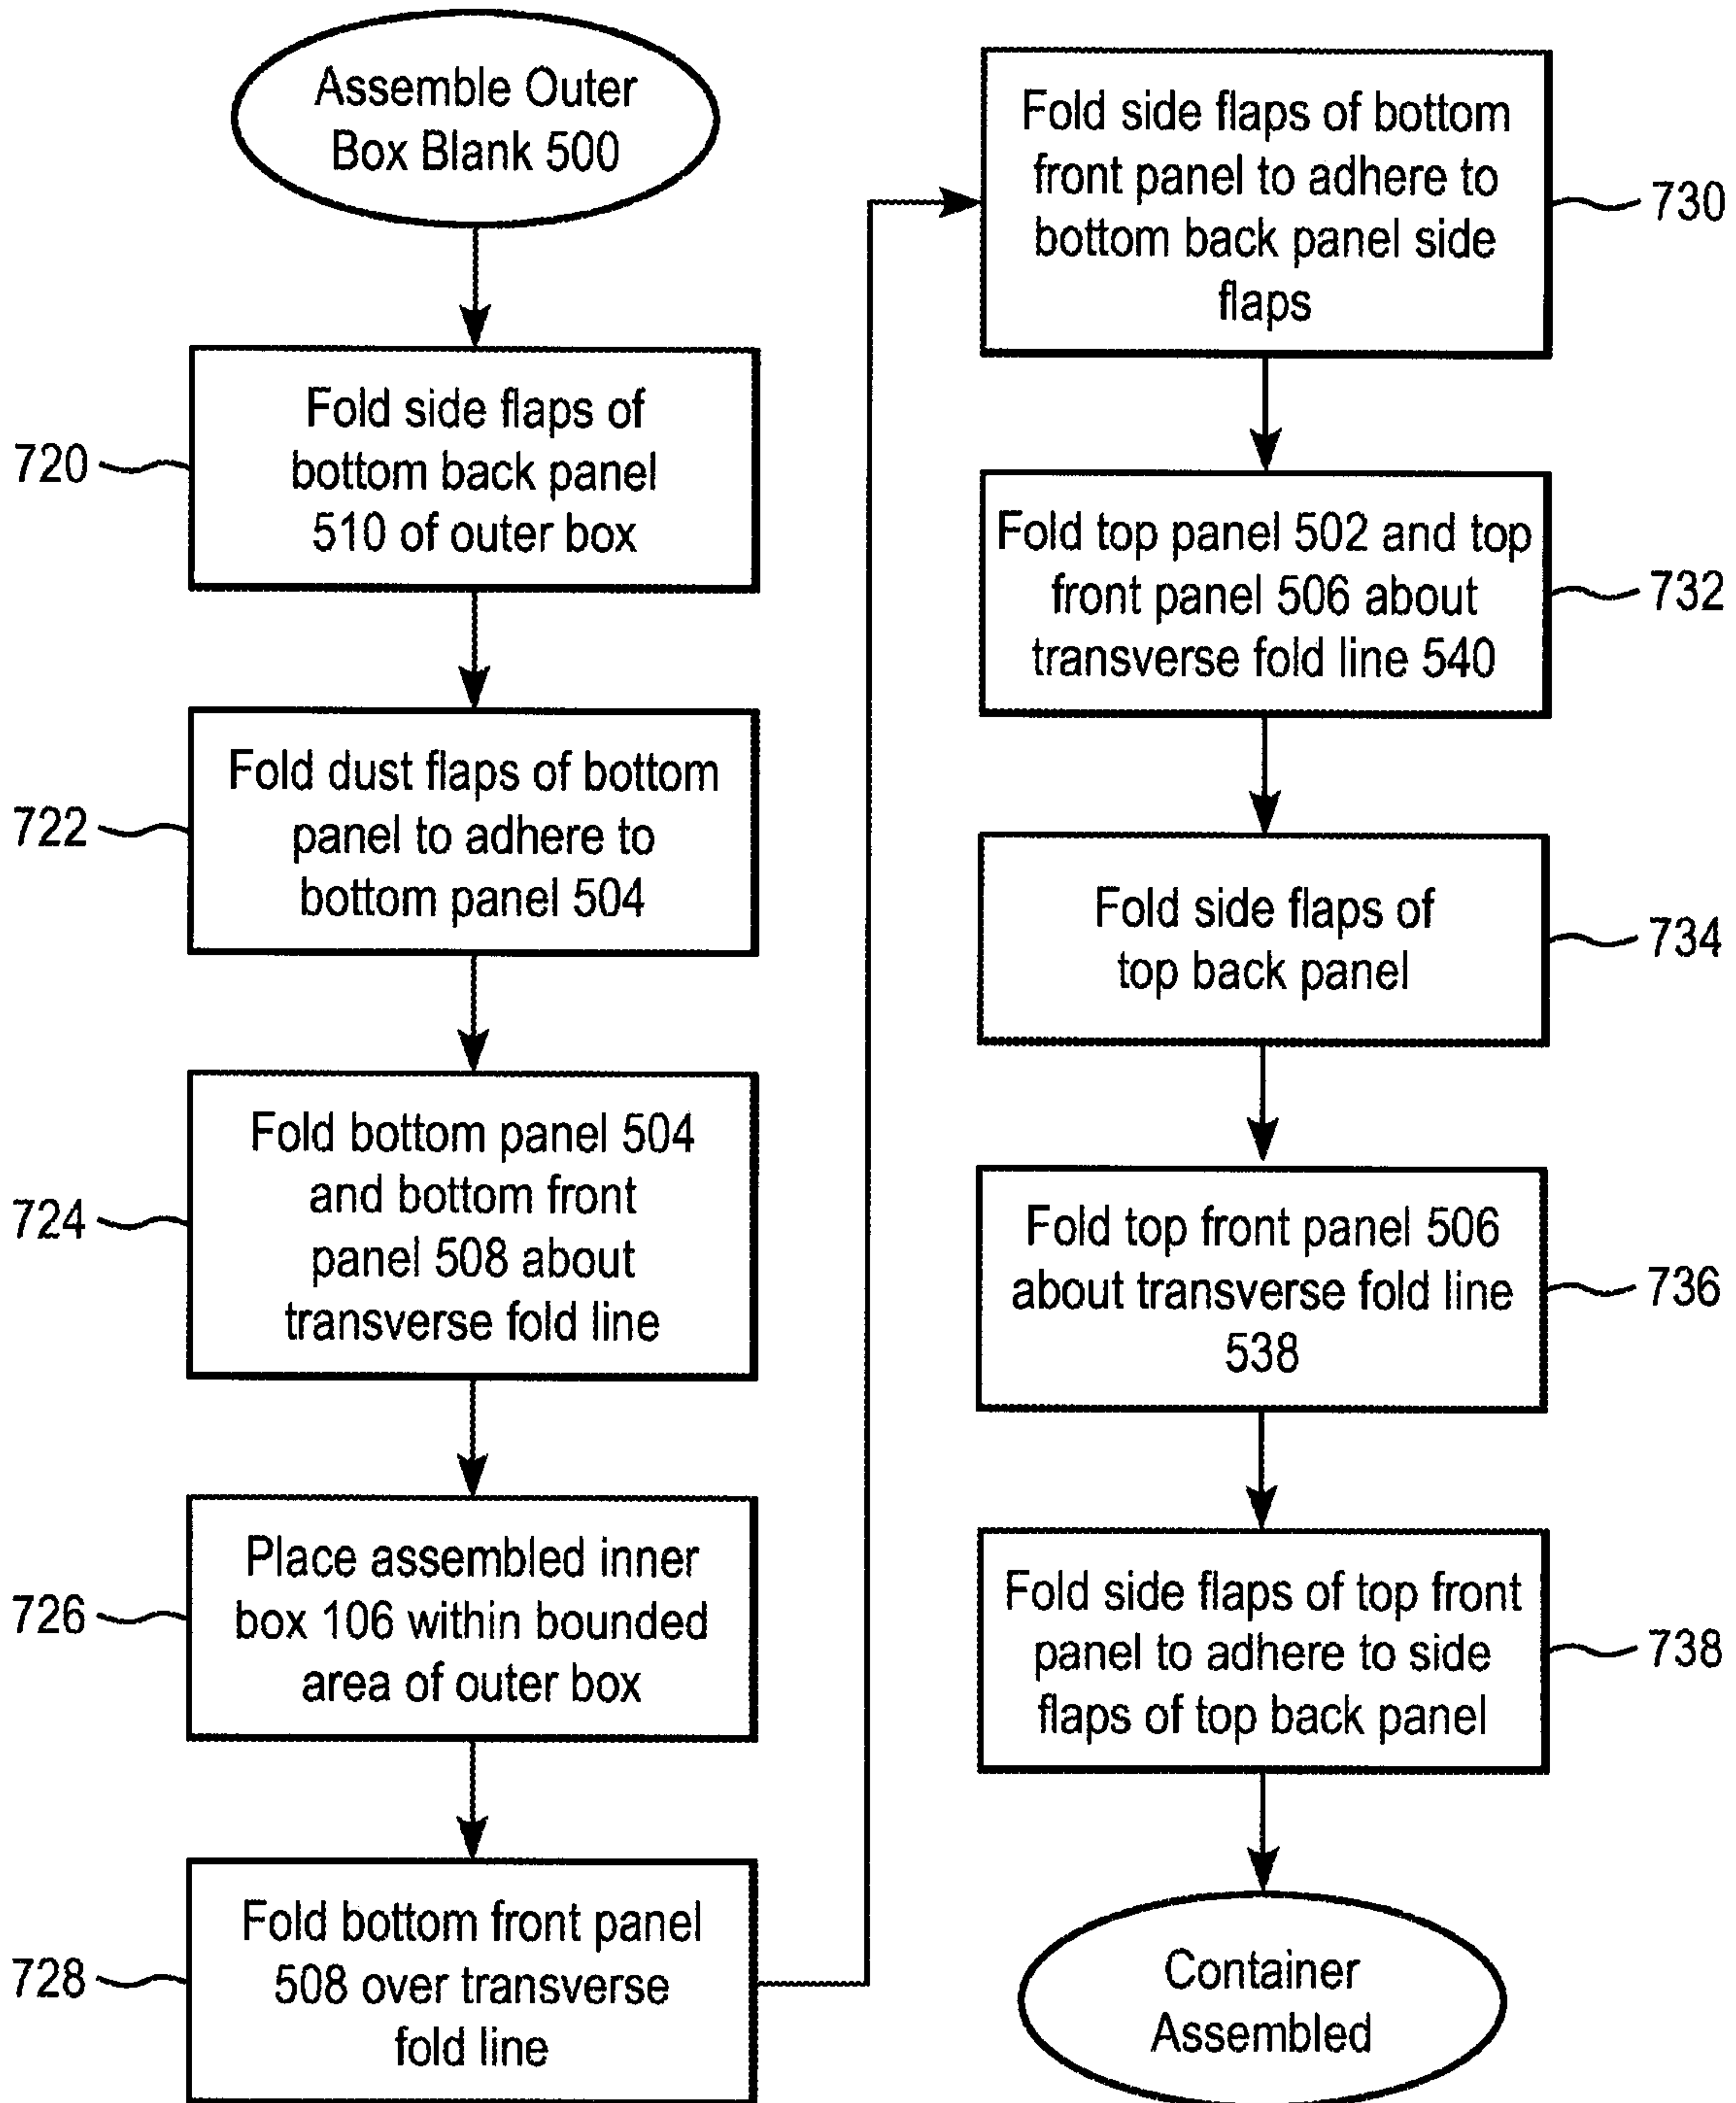 Assemble Outer
Box Blank 500
720
Fold side flaps of
bottom back panel
510 of outer box
722
Fold dust flaps of bottom
panel to adhere to
bottom panel 504
724
Fold bottom panel 504
and bottom front
panel 508 about
transverse fold line
726
Place assembled inner
box 106 within bounded
area of outer box
728
Fold bottom front panel
508 over transverse
fold line
Fold side flaps of bottom
front panel to adhere to
bottom back panel side
flaps
730
Fold top panel 502 and top
front panel 506 about
transverse fold line 540
732
Fold side flaps of
top back panel
734
Fold top front panel 506
about transverse fold line
538
736
Fold side flaps of top front
panel to adhere to side
flaps of top back panel
738
Container
Assembled